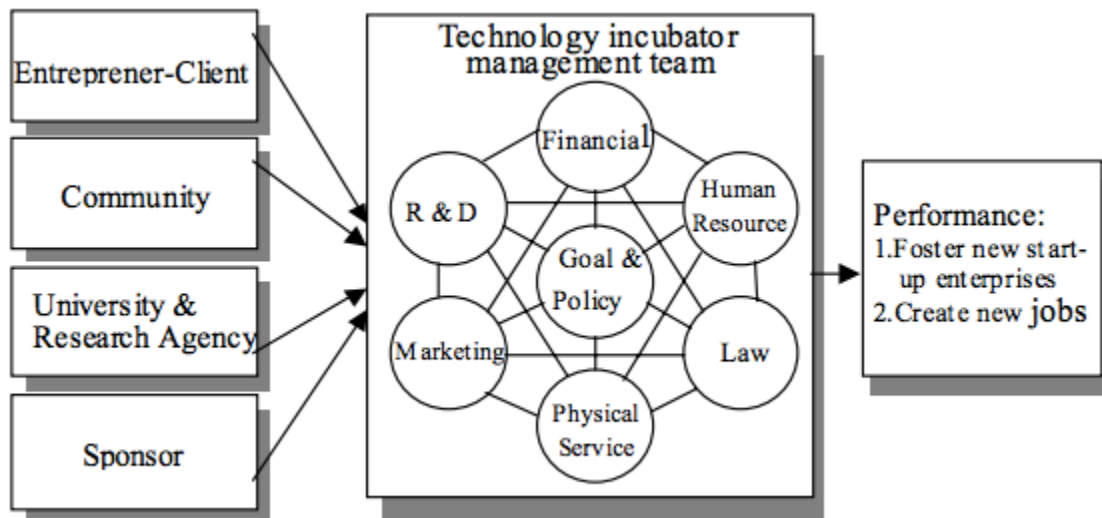 Entreprener-Client
Community
University &
Research Agency
Sponsor
Technology incubator
management team
Financial
R & D
Human
Resource
Goal &
Policy
Marketing
Law
Physical
Service
Performance:
1.Foster new start-
up enterprises
2.Create new jobs